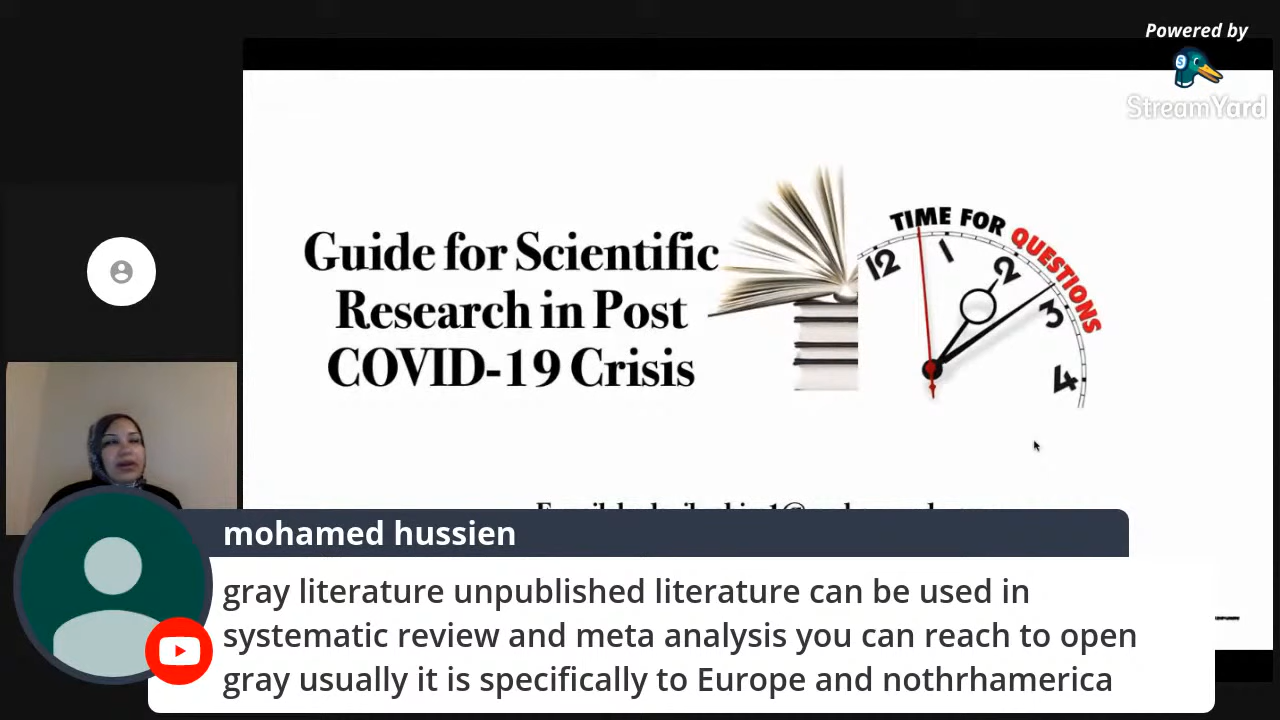 Powered by
StreamYard
Guide for Scientific
Research in Post
COVID-19 Crisis
TIME FOR QUESTIONS
12 1 2 3 4
mohamed hussien
gray literature unpublished literature can be used in
systematic review and meta analysis you can reach to open
gray usually it is specifically to Europe and nothrhamerica